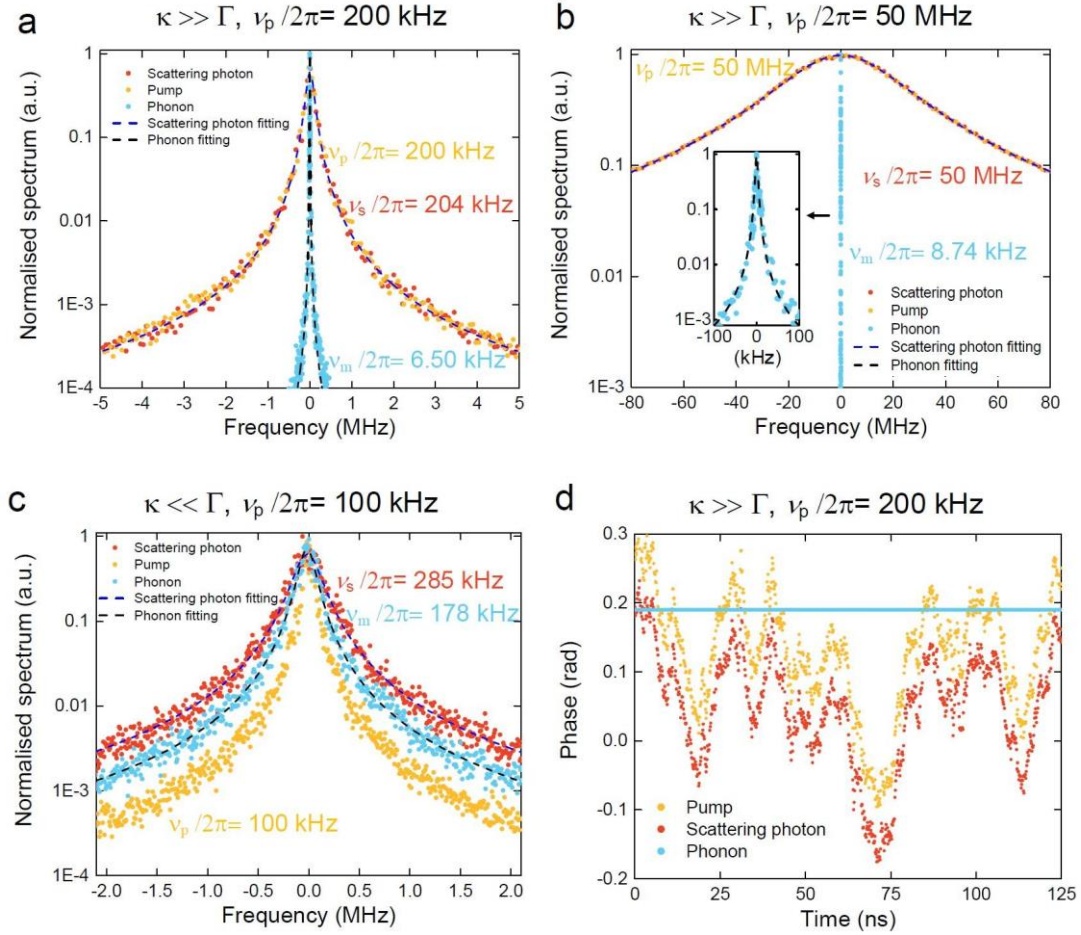 a
κ >> Γ, νp /2π= 200 kHz
Normalised spectrum (a.u.)
1
0.1
0.01
1E-3
1E-4
Scattering photon
Pump
Phonon
Scattering photon fitting
Phonon fitting
νp /2π= 200 kHz
νs /2π= 204 kHz
νm /2π= 6.50 kHz
-5 -4 -3 -2 -1 0 1 2 3 4 5
Frequency (MHz)
b
κ >> Γ, νp /2π= 50 MHz
Normalised spectrum (a.u.)
1
0.1
0.01
1E-3
νp /2π= 50 MHz
νs /2π= 50 MHz
νm /2π= 8.74 kHz
1
0.1
0.01
1E-3
-100 0 100
(kHz)
Scattering photon
Pump
Phonon
Scattering photon fitting
Phonon fitting
-80 -60 -40 -20 0 20 40 60 80
Frequency (MHz)
c
κ << Γ, νp /2π= 100 kHz
Normalised spectrum (a.u.)
1
0.1
0.01
1E-3
1E-4
Scattering photon
Pump
Phonon
Scattering photon fitting
Phonon fitting
νs /2π= 285 kHz
νm /2π= 178 kHz
νp /2π= 100 kHz
-2.0 -1.5 -1.0 -0.5 0.0 0.5 1.0 1.5 2.0
Frequency (MHz)
d
κ >> Γ, νp /2π= 200 kHz
Phase (rad)
0.3
0.2
0.1
0.0
-0.1
-0.2
Pump
Scattering photon
Phonon
0 25 50 75 100 125
Time (ns)